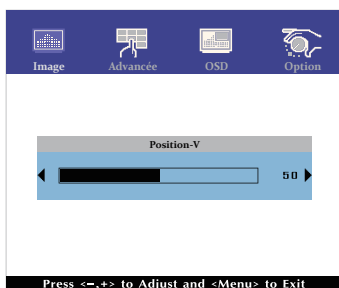 Image Advancée OSD Option
Position-V
50
Press <–,+> to Adjust and <Menu> to Exit